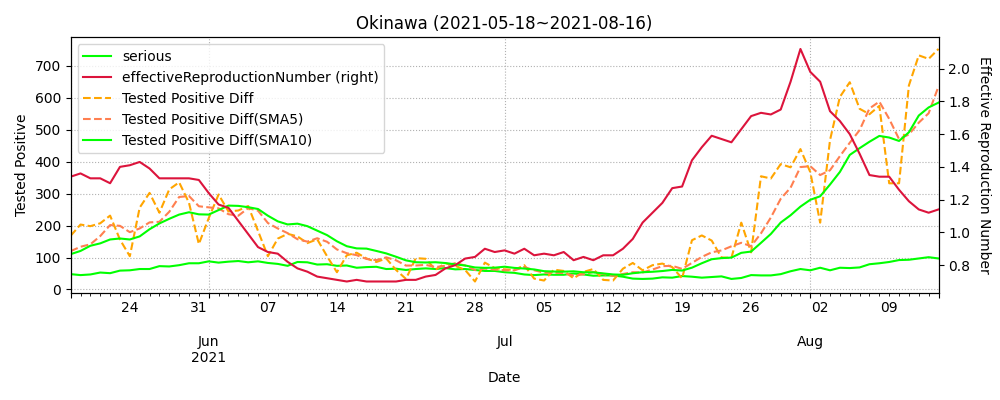 Okinawa (2021-05-18~2021-08-16)
serious
effectiveReproductionNumber (right)
Tested Positive Diff
Tested Positive Diff(SMA5)
Tested Positive Diff(SMA10)
Tested Positive
700
600
500
400
300
200
100
0
2.0
1.8
1.6
1.4
1.2
1.0
0.8
Effective Reproduction Number
24 31 07 14 21 28 05 12 19 26 02 09
Jun Jul Aug
2021
Date